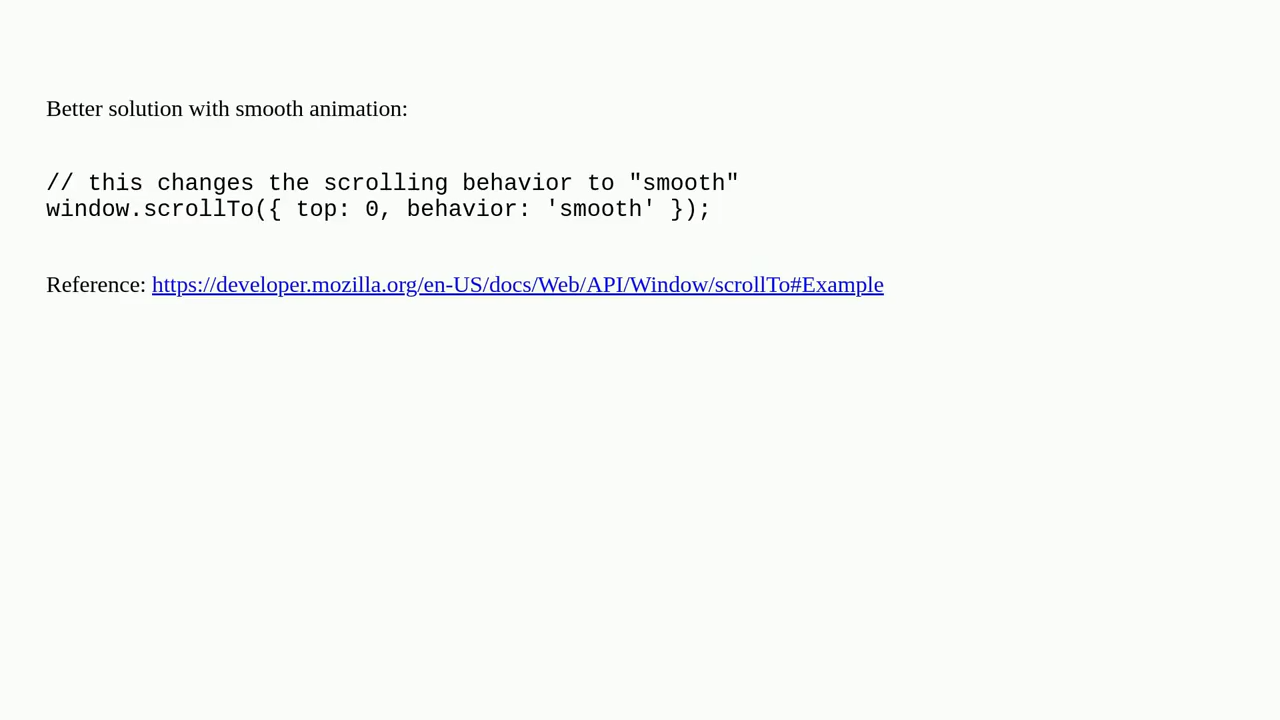 Better solution with smooth animation:
// this changes the scrolling behavior to "smooth"
window.scrollTo({ top: 0, behavior: 'smooth' });
Reference: https://developer.mozilla.org/en-US/docs/Web/API/Window/scrollTo#Example